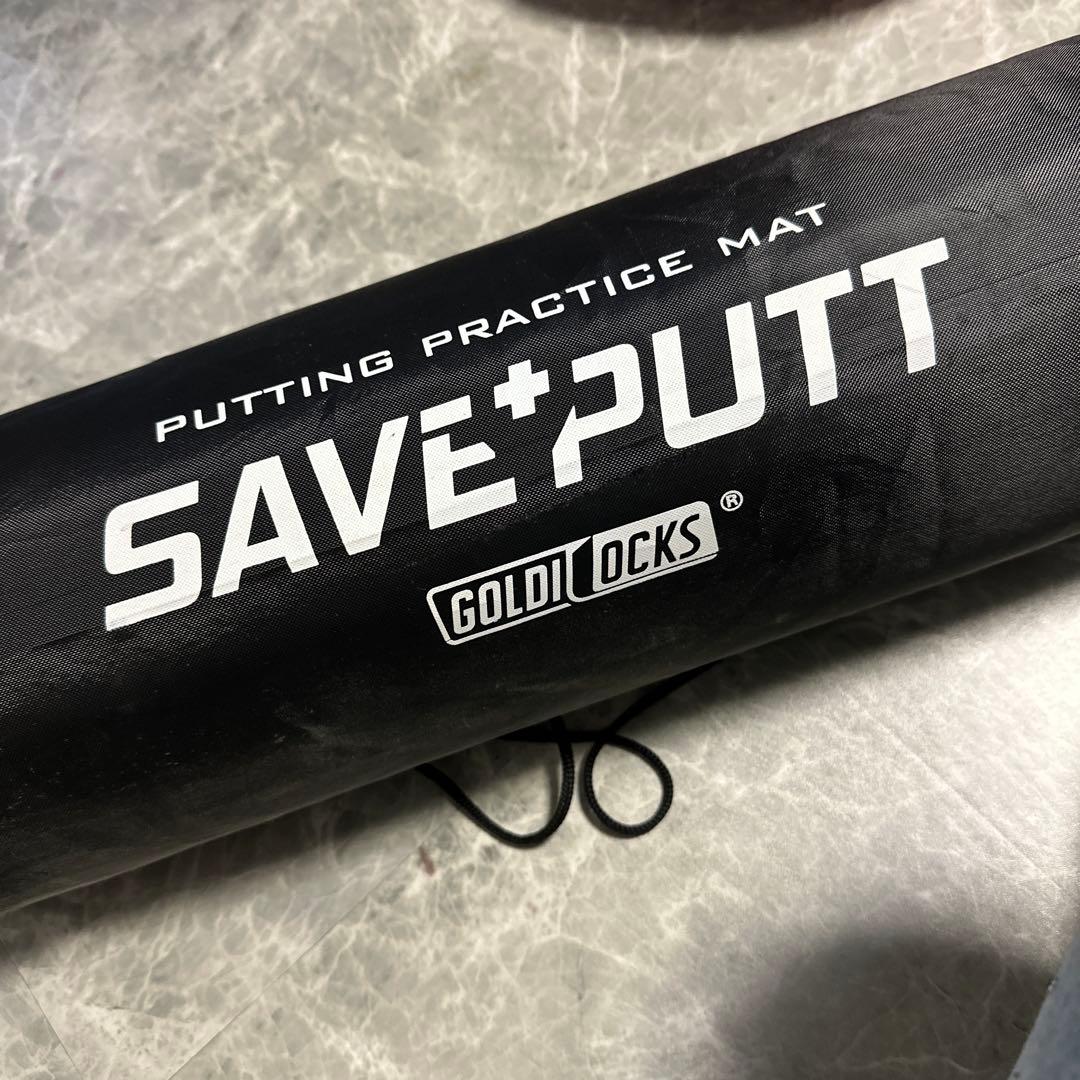 PUTTING PRACTICE MAT
SAVE+PUTT
GOLDILOCKS®